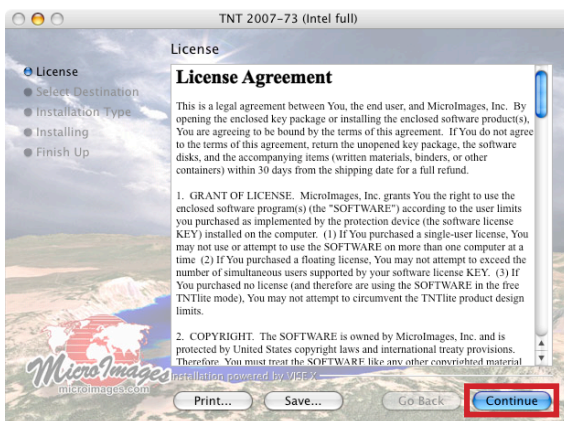 TNT 2007-73 (Intel full)
License
License
Select Destination
Installation Type
Installing
Finish Up
License Agreement
This is a legal agreement between You, the end user, and MicroImages, Inc. By
opening the enclosed key package or installing the enclosed software product(s),
You are agreeing to be bound by the terms of this agreement. If You do not agree
to the terms of this agreement, return the unopened key package, the software
disks, and the accompanying items (written materials, binders, or other
containers) within 30 days from the shipping date for a full refund.
1. GRANT OF LICENSE. MicroImages, Inc. grants You the right to use the
enclosed software program(s) (the "SOFTWARE") according to the user limits
you purchased as implemented by the protection device (the software license
KEY) installed on the computer. (1) If You purchased a single-user license, You
may not use or attempt to use the SOFTWARE on more than one computer at a
time (2) If You purchased a floating license, You may not attempt to exceed the
number of simultaneous users supported by your software license KEY. (3) If
You purchased no license (and therefore are using the SOFTWARE in the free
TNTlite mode), You may not attempt to circumvent the TNTlite product design
limits.
2. COPYRIGHT. The SOFTWARE is owned by MicroImages, Inc. and is
protected by United States copyright laws and international treaty provisions.
Therefore, You must treat the SOFTWARE like any other copyrighted material
MicroImages
microimages.com
Installation powered by VISE X
Print...
Save...
Go Back
Continue